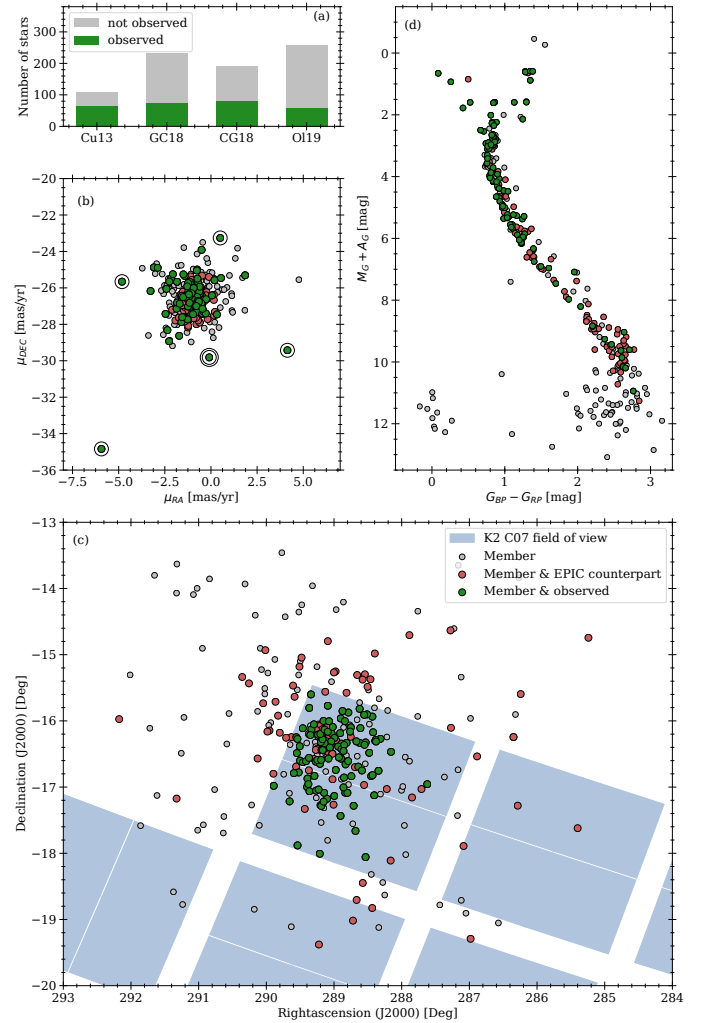 (a)
not observed
observed
Number of stars
300
200
100
0
Cu13 GC18 CG18 Ol19
(b)
μRA [mas/yr]
μDEC [mas/yr]
−20
−22
−24
−26
−28
−30
−32
−34
−36
−7.5 −5.0 −2.5 0.0 2.5 5.0
(d)
MG + AG [mag]
0
2
4
6
8
10
12
0 1 2 3
GBP − GRP [mag]
(c)
K2 C07 field of view
Member
Member & EPIC counterpart
Member & observed
Declination (J2000) [Deg]
−13
−14
−15
−16
−17
−18
−19
−20
293 292 291 290 289 288 287 286 285 284
Rightascension (J2000) [Deg]